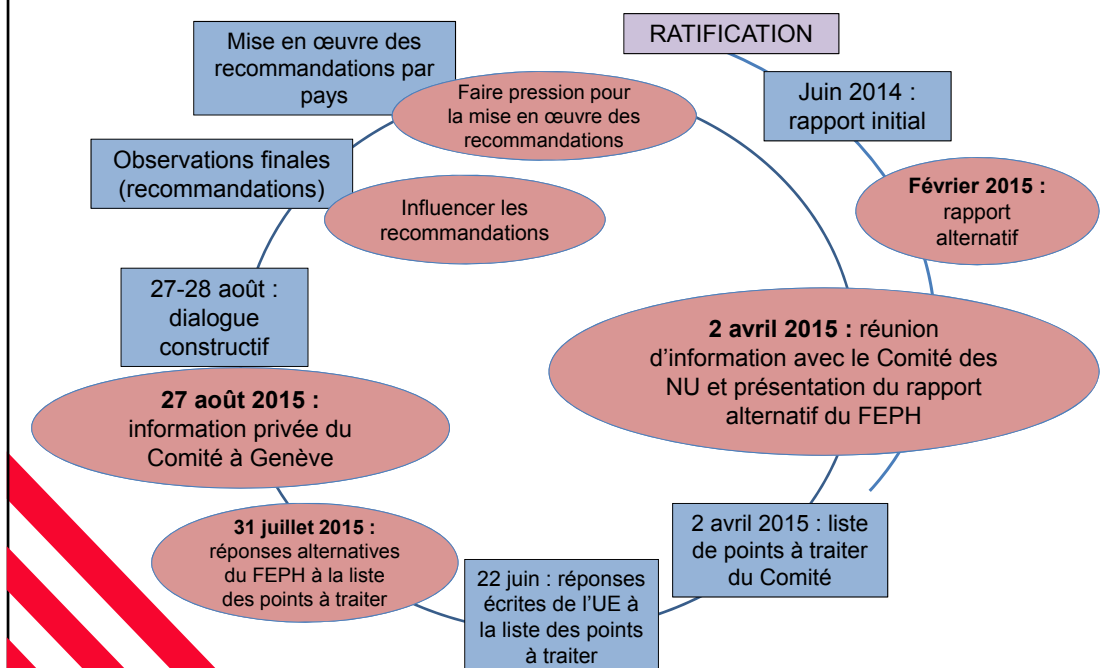 RATIFICATION
Juin 2014 :
rapport initial
Février 2015 :
rapport
alternatif
2 avril 2015 : réunion
d’information avec le Comité des
NU et présentation du rapport
alternatif du FEPH
2 avril 2015 : liste
de points à traiter
du Comité
22 juin : réponses
écrites de l’UE à
la liste des points
à traiter
31 juillet 2015 :
réponses alternatives
du FEPH à la liste
des points à traiter
27 août 2015 :
information privée du
Comité à Genève
27-28 août :
dialogue
constructif
Observations finales
(recommandations)
Influencer les
recommandations
Mise en œuvre des
recommandations par
pays
Faire pression pour
la mise en œuvre des
recommandations